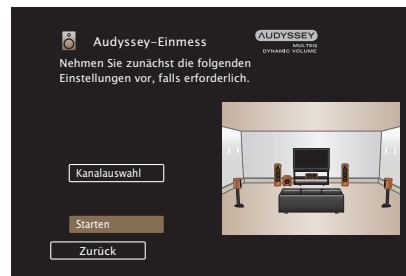 Audyssey-Einmess
AUDYSSEY
MULTEQ
DYNAMIC VOLUME
Nehmen Sie zunächst die folgenden
Einstellungen vor, falls erforderlich.
Kanalauswahl
Starten
Zurück